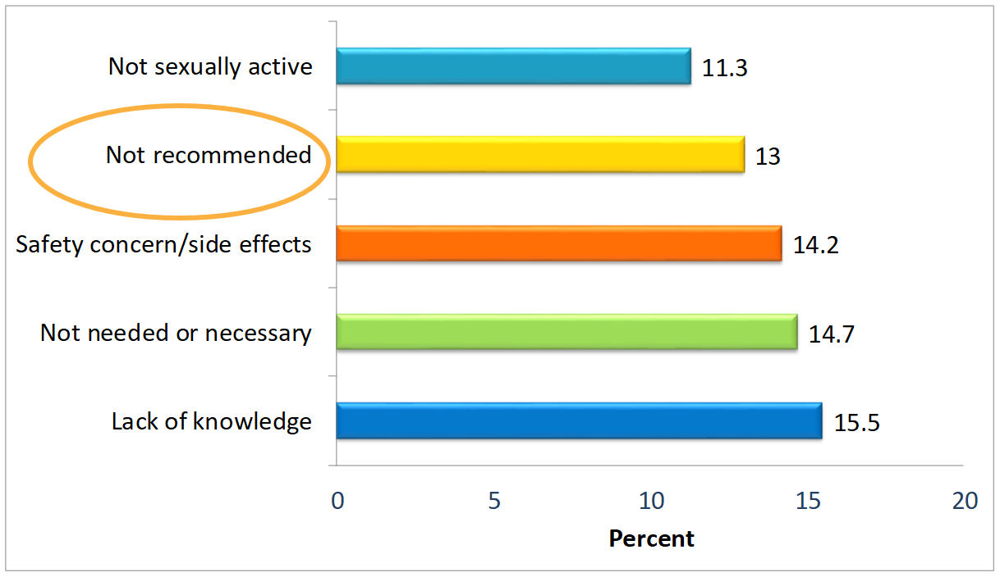 Not sexually active
11.3
Not recommended
13
Safety concern/side effects
14.2
Not needed or necessary
14.7
Lack of knowledge
15.5
0 5 10 15 20
Percent